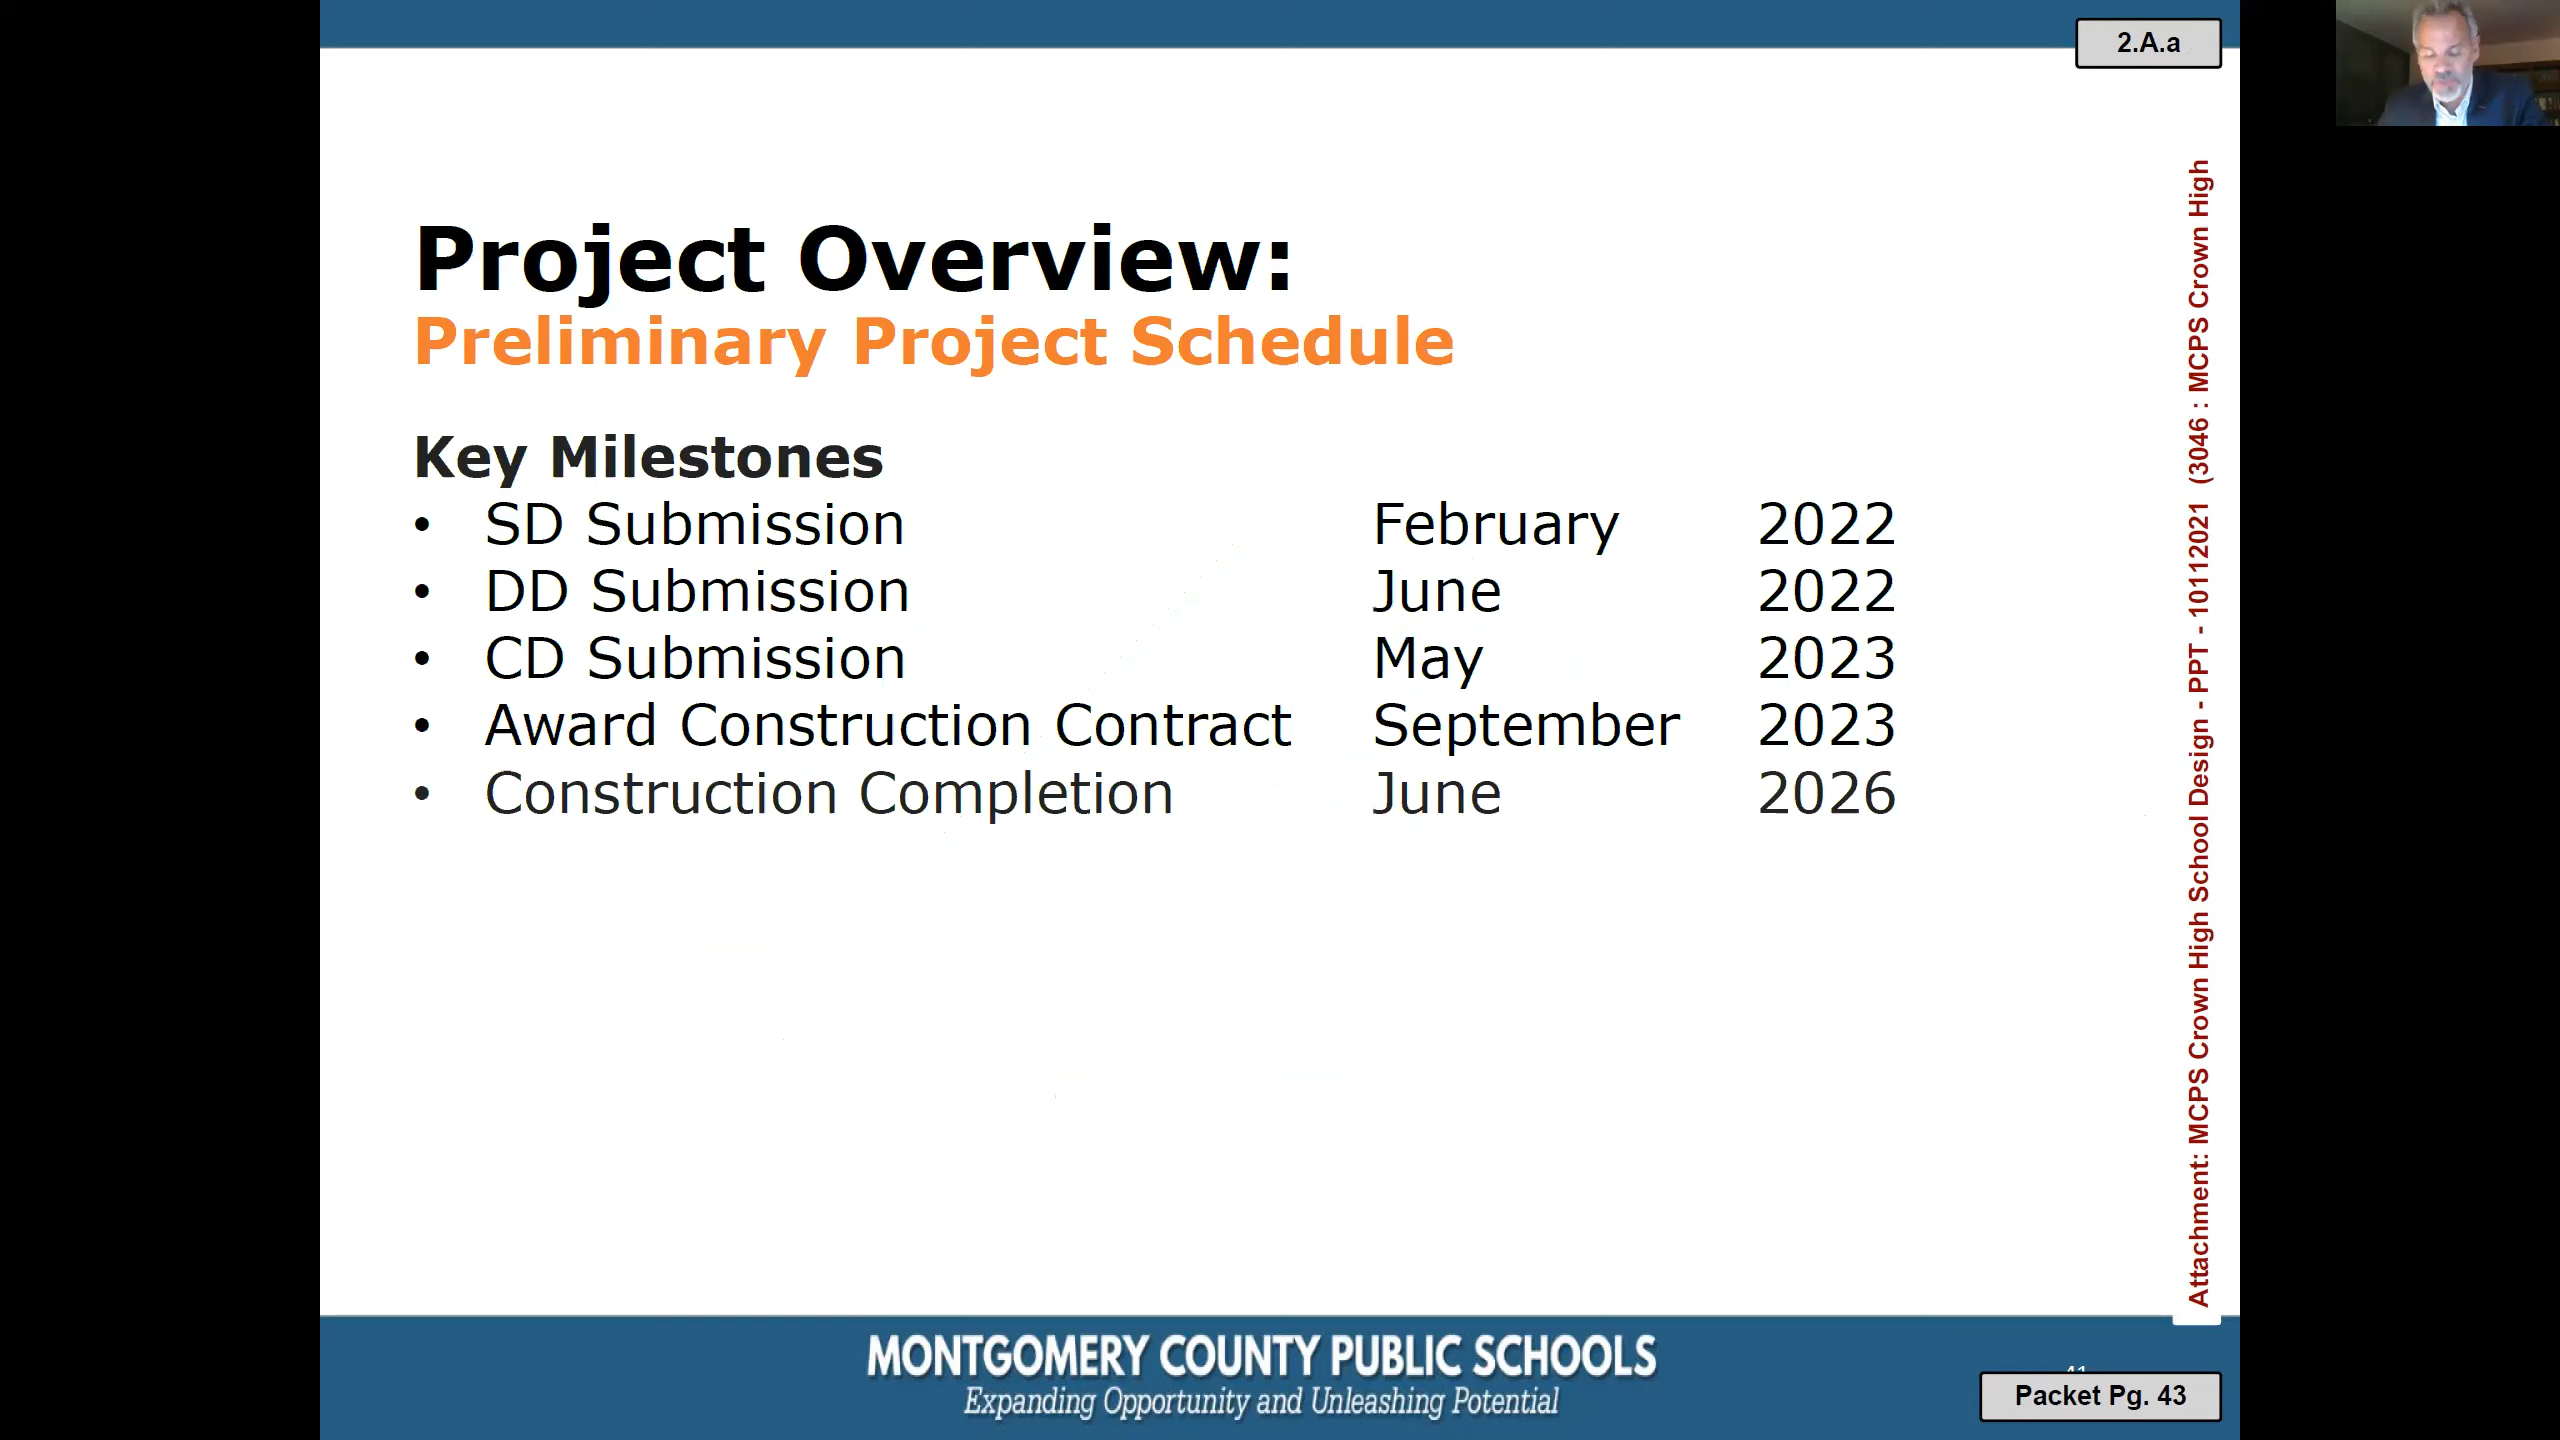 2.A.a
Project Overview:
Preliminary Project Schedule
Key Milestones
• SD Submission February 2022
• DD Submission June 2022
• CD Submission May 2023
• Award Construction Contract September 2023
• Construction Completion June 2026
Attachment: MCPS Crown High School Design - PPT - 10112021 (3046 : MCPS Crown High
MONTGOMERY COUNTY PUBLIC SCHOOLS
Expanding Opportunity and Unleashing Potential
Packet Pg. 43